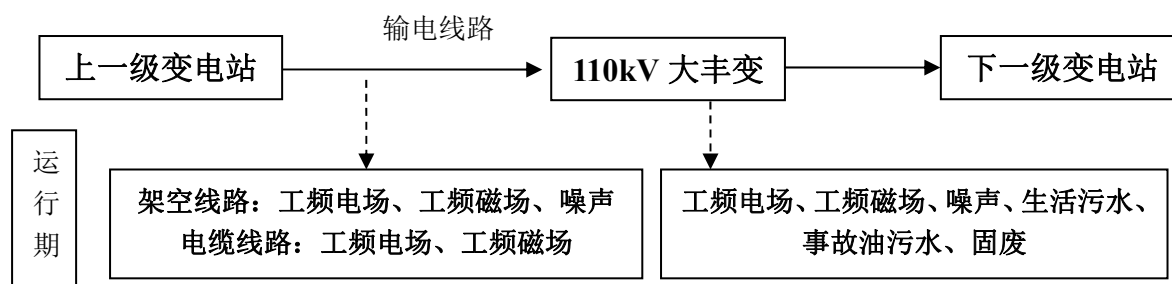 输电线路
上一级变电站
110kV 大丰变
下一级变电站
运
行
期
架空线路：工频电场、工频磁场、噪声
电缆线路：工频电场、工频磁场
工频电场、工频磁场、噪声、生活污水、
事故油污水、固废